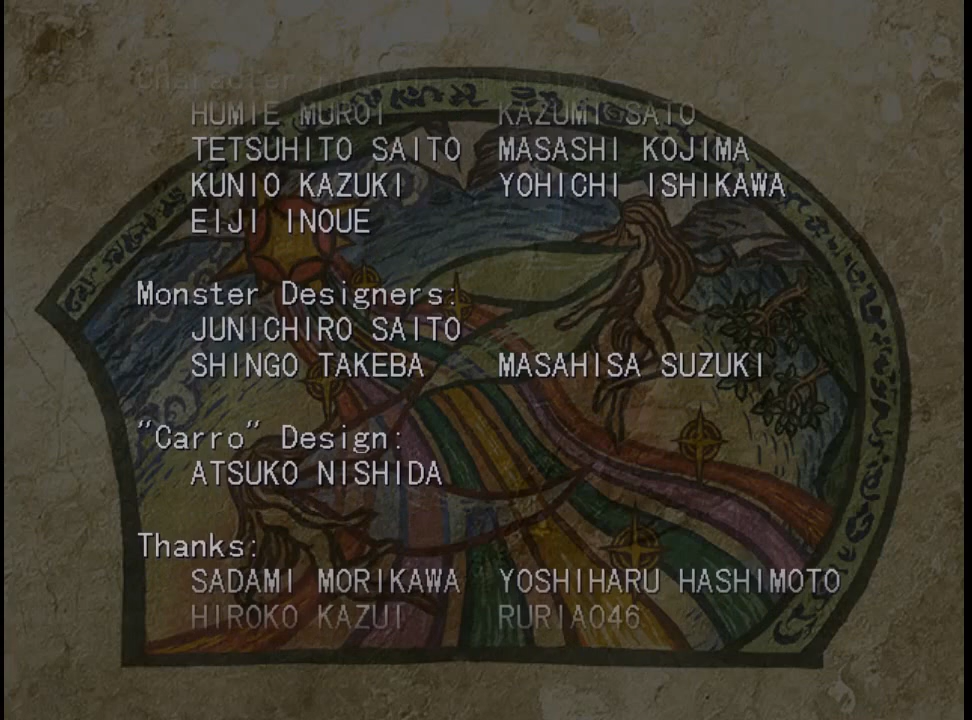 Character
HUMIE MUROI KAZUMI SATO
TETSUHITO SAITO MASASHI KOJIMA
KUNIO KAZUKI YOHICHI ISHIKAWA
EIJI INOUE
Monster Designers:
JUNICHIRO SAITO
SHINGO TAKEBA MASAHISA SUZUKI
"Carro" Design:
ATSUKO NISHIDA
Thanks:
SADAMI MORIKAWA YOSHIHARU HASHIMOTO
HIROKO KAZUI RURIA046